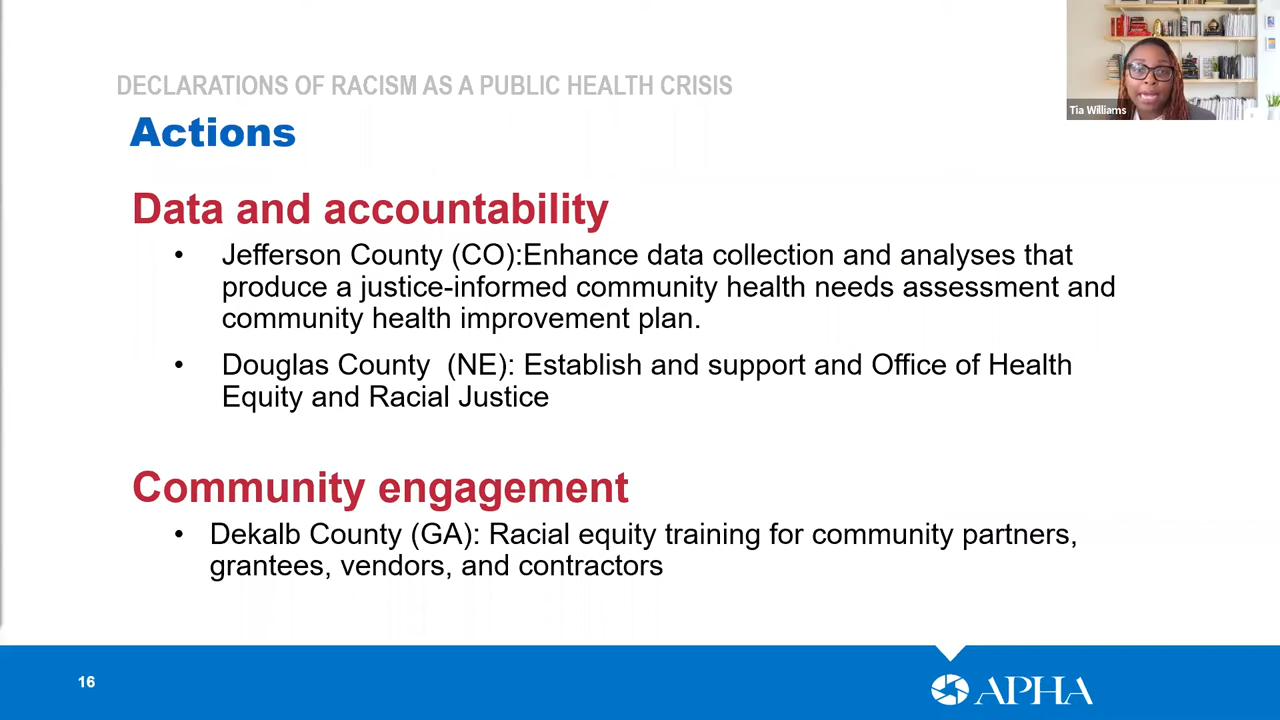 DECLARATIONS OF RACISM AS A PUBLIC HEALTH CRISIS
Actions
Tia Williams
Data and accountability
• Jefferson County (CO):Enhance data collection and analyses that
produce a justice-informed community health needs assessment and
community health improvement plan.
• Douglas County  (NE): Establish and support and Office of Health
Equity and Racial Justice
Community engagement
• Dekalb County (GA): Racial equity training for community partners,
grantees, vendors, and contractors
16
APHA